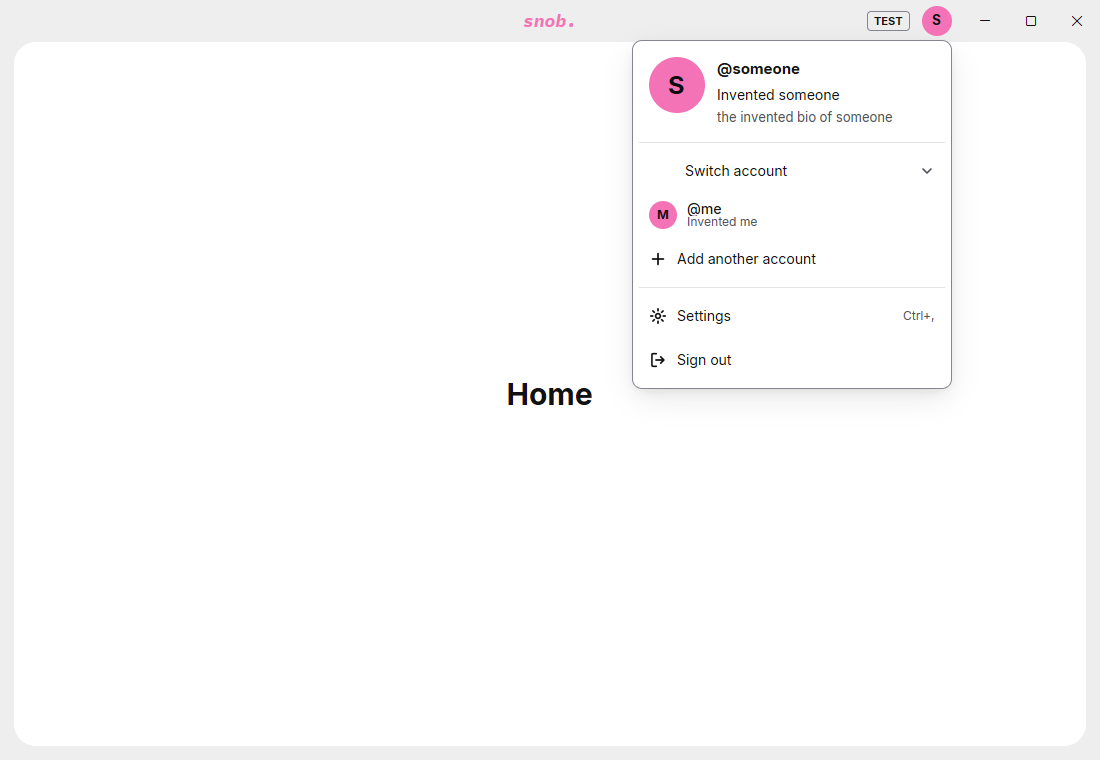 snob.
TEST
S
S
@someone
Invented someone
the invented bio of someone
Switch account
M
@me
Invented me
Add another account
Settings
Ctrl+,
Sign out
Home